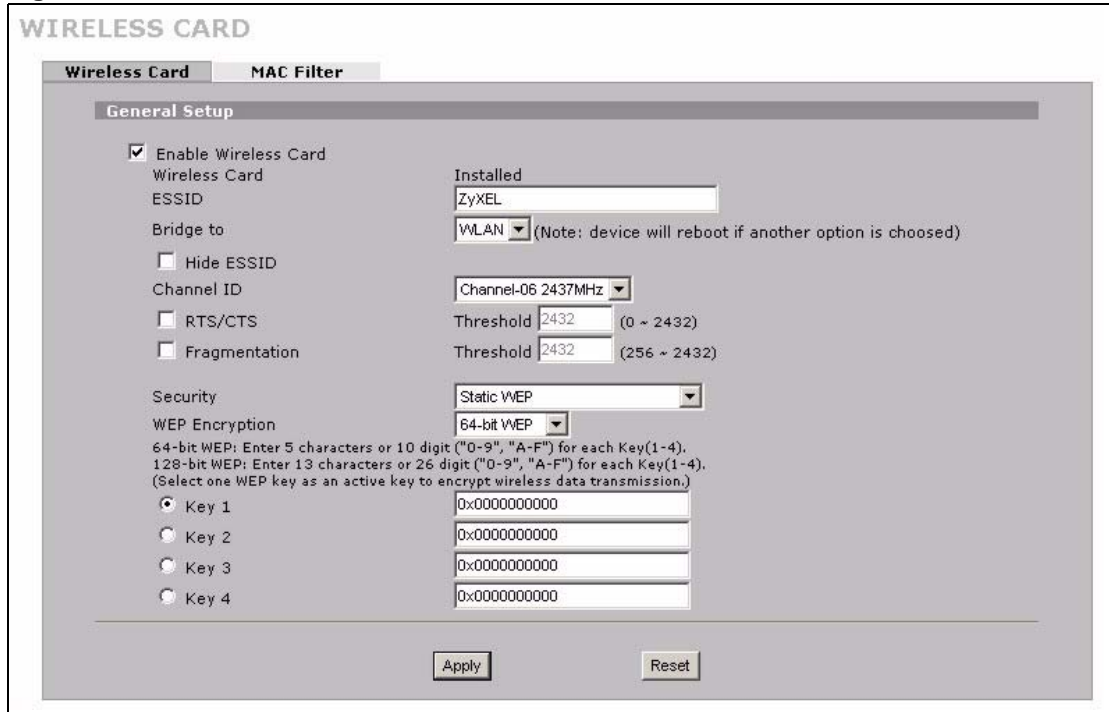 WIRELESS CARD
Wireless Card MAC Filter
General Setup
Enable Wireless Card
Wireless Card Installed
ESSID ZyXEL
Bridge to WLAN (Note: device will reboot if another option is choosed)
Hide ESSID
Channel ID Channel-06 2437MHz
RTS/CTS Threshold 2432 (0 ~ 2432)
Fragmentation Threshold 2432 (256 ~ 2432)
Security Static WEP
WEP Encryption 64-bit WEP
64-bit WEP: Enter 5 characters or 10 digit ("0-9", "A-F") for each Key(1-4).
128-bit WEP: Enter 13 characters or 26 digit ("0-9", "A-F") for each Key(1-4).
(Select one WEP key as an active key to encrypt wireless data transmission.)
Key 1 0x0000000000
Key 2 0x0000000000
Key 3 0x0000000000
Key 4 0x0000000000
Apply Reset